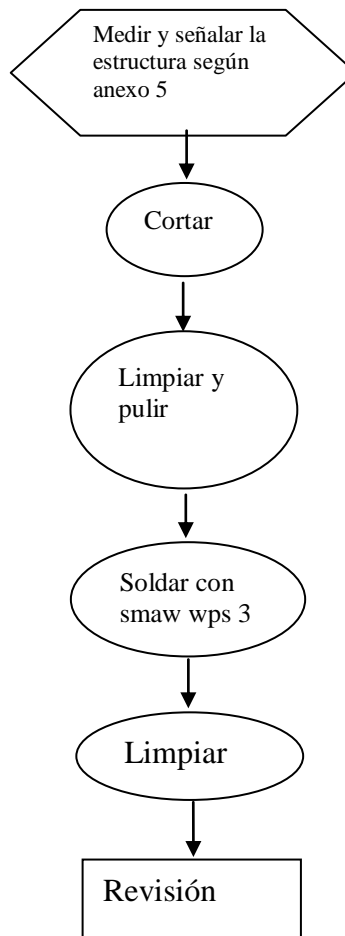 Medir y señalar la
estructura según
anexo 5
Cortar
Limpiar y
pulir
Soldar con
smaw wps 3
Limpiar
Revisión